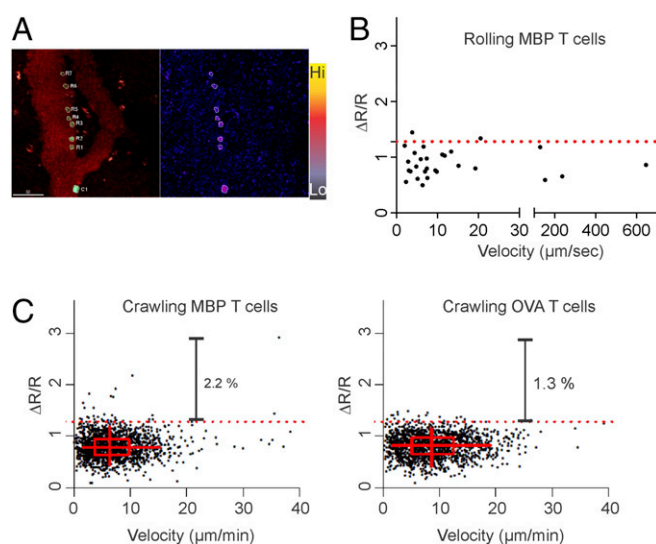 A
R7
R6
R5
R4
R3
R2
R1
C1
Hi
Lo
B
Rolling MBP T cells
ΔR/R
3
2
1
0
0 10 20 30 200 400 600
Velocity (µm/sec)
C
Crawling MBP T cells
ΔR/R
3
2
1
0
2.2 %
0 10 20 30 40
Velocity (µm/min)
Crawling OVA T cells
ΔR/R
3
2
1
0
1.3 %
0 10 20 30 40
Velocity (µm/min)